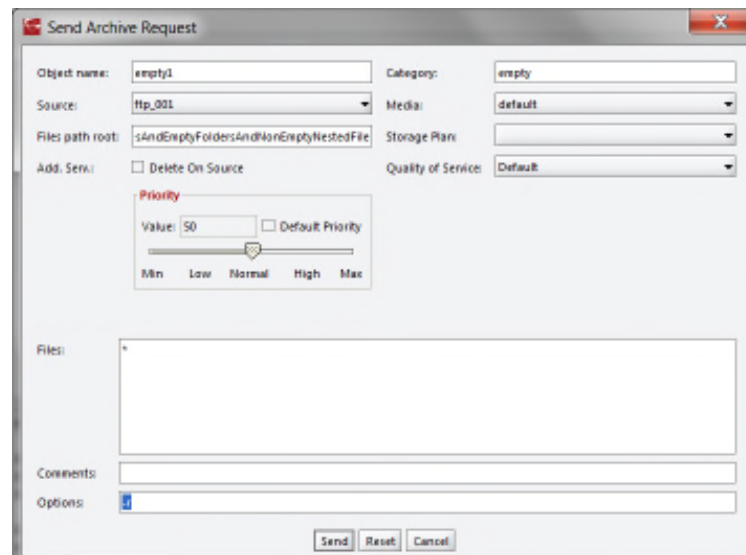 Send Archive Request
Object name: empty1 Category: empty
Source: ftp_001 Media: default
Files path root: sAndEmptyFoldersAndNonEmptyNestedFile Storage Plan:
Add. Serv.: Delete On Source Quality of Service: Default
Priority
Value: 50 Default Priority
Min Low Normal High Max
Files: *
Comments:
Options: -r
Send Reset Cancel